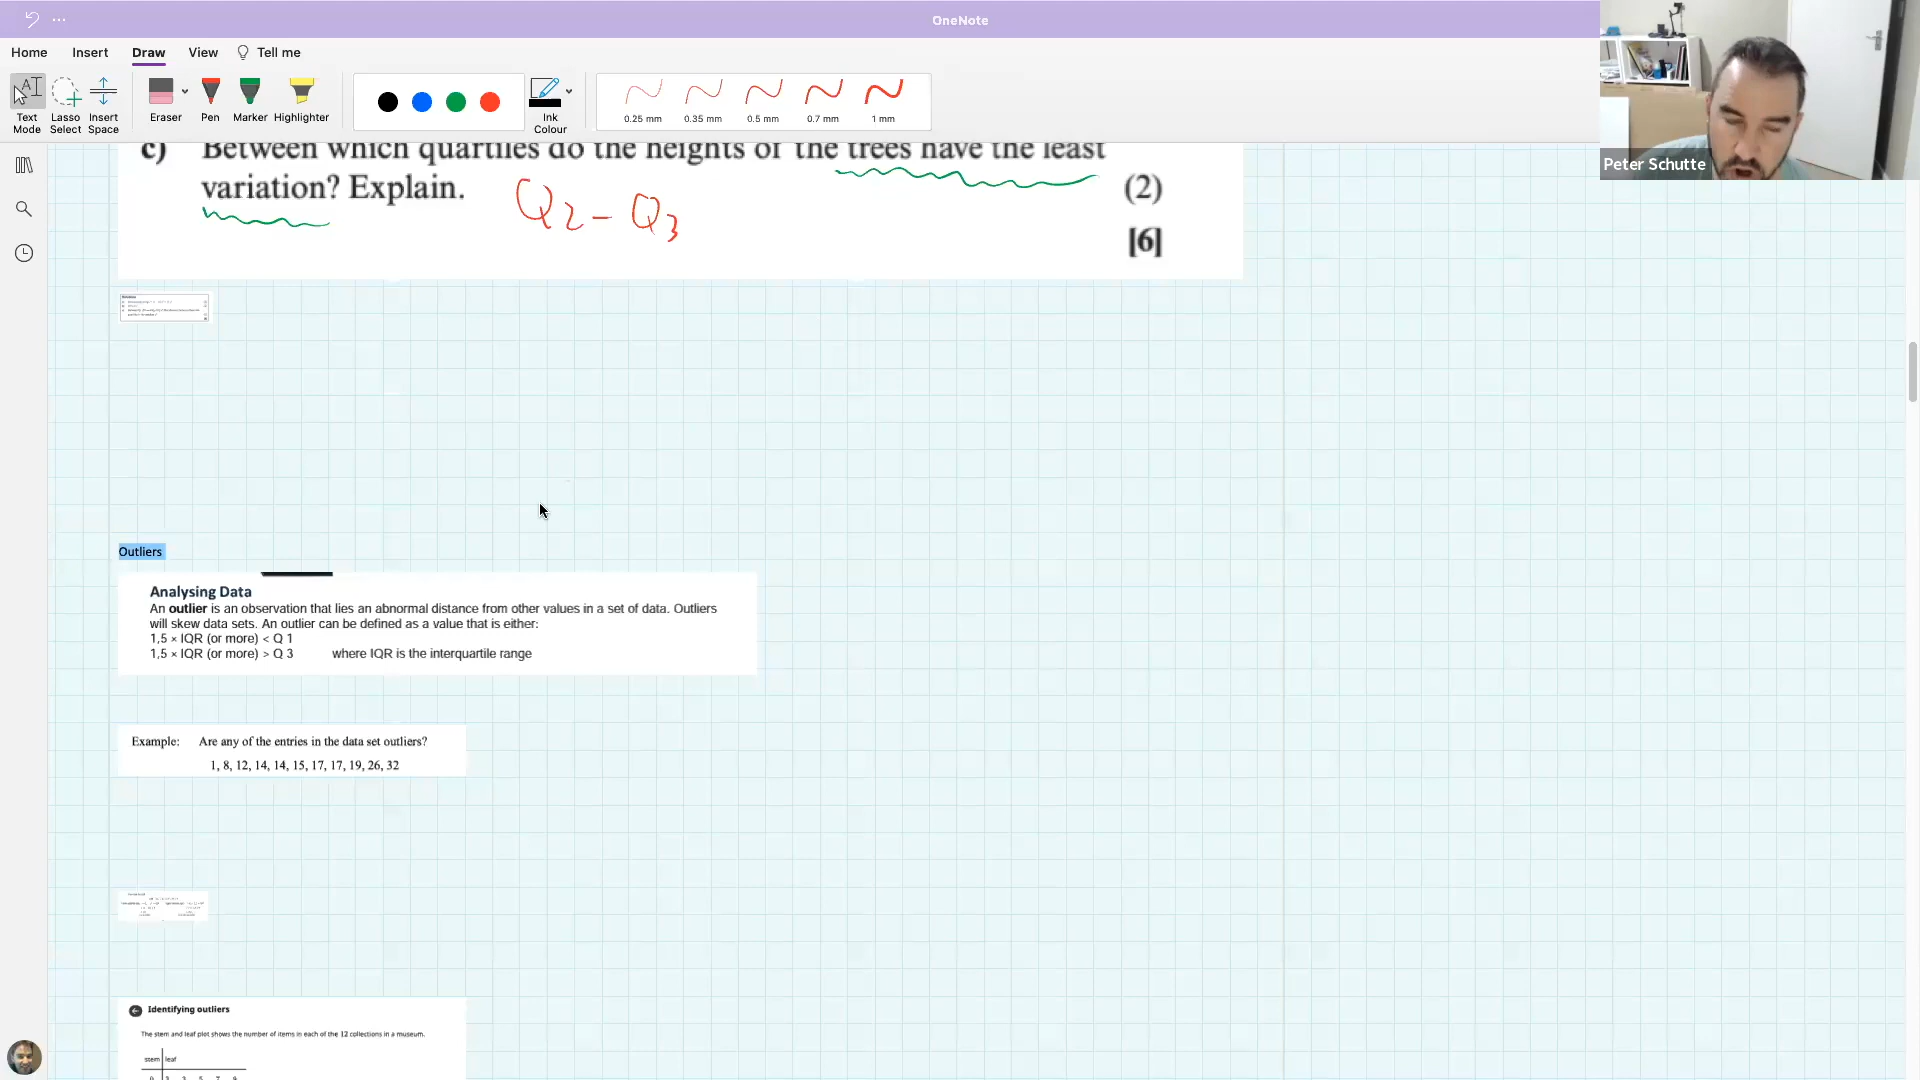 OneNote
Home Insert Draw View Tell me
Text Mode
Lasso Select
Insert Space
Eraser
Pen
Marker
Highlighter
Ink Colour
0.25 mm
0.35 mm
0.5 mm
0.7 mm
1 mm
Peter Schutte
c) Between which quartiles do the heights of the trees have the least
variation? Explain. (2)
Q2 - Q3
[6]
Outliers
Analysing Data
An outlier is an observation that lies an abnormal distance from other values in a set of data. Outliers
will skew data sets. An outlier can be defined as a value that is either:
1,5 × IQR (or more) < Q 1
1,5 × IQR (or more) > Q 3 where IQR is the interquartile range
Example: Are any of the entries in the data set outliers?
1, 8, 12, 14, 14, 15, 17, 17, 19, 26, 32
Identifying outliers
The stem and leaf plot shows the number of items in each of the 12 collections in a museum.
stem leaf